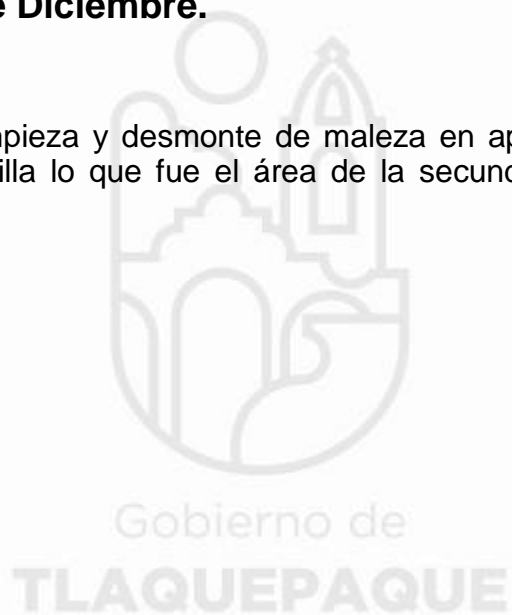 e Diciembre.
pieza y desmonte de maleza en ap
illa lo que fue el área de la secund
Gobierno de
TLAQUEPAQUE